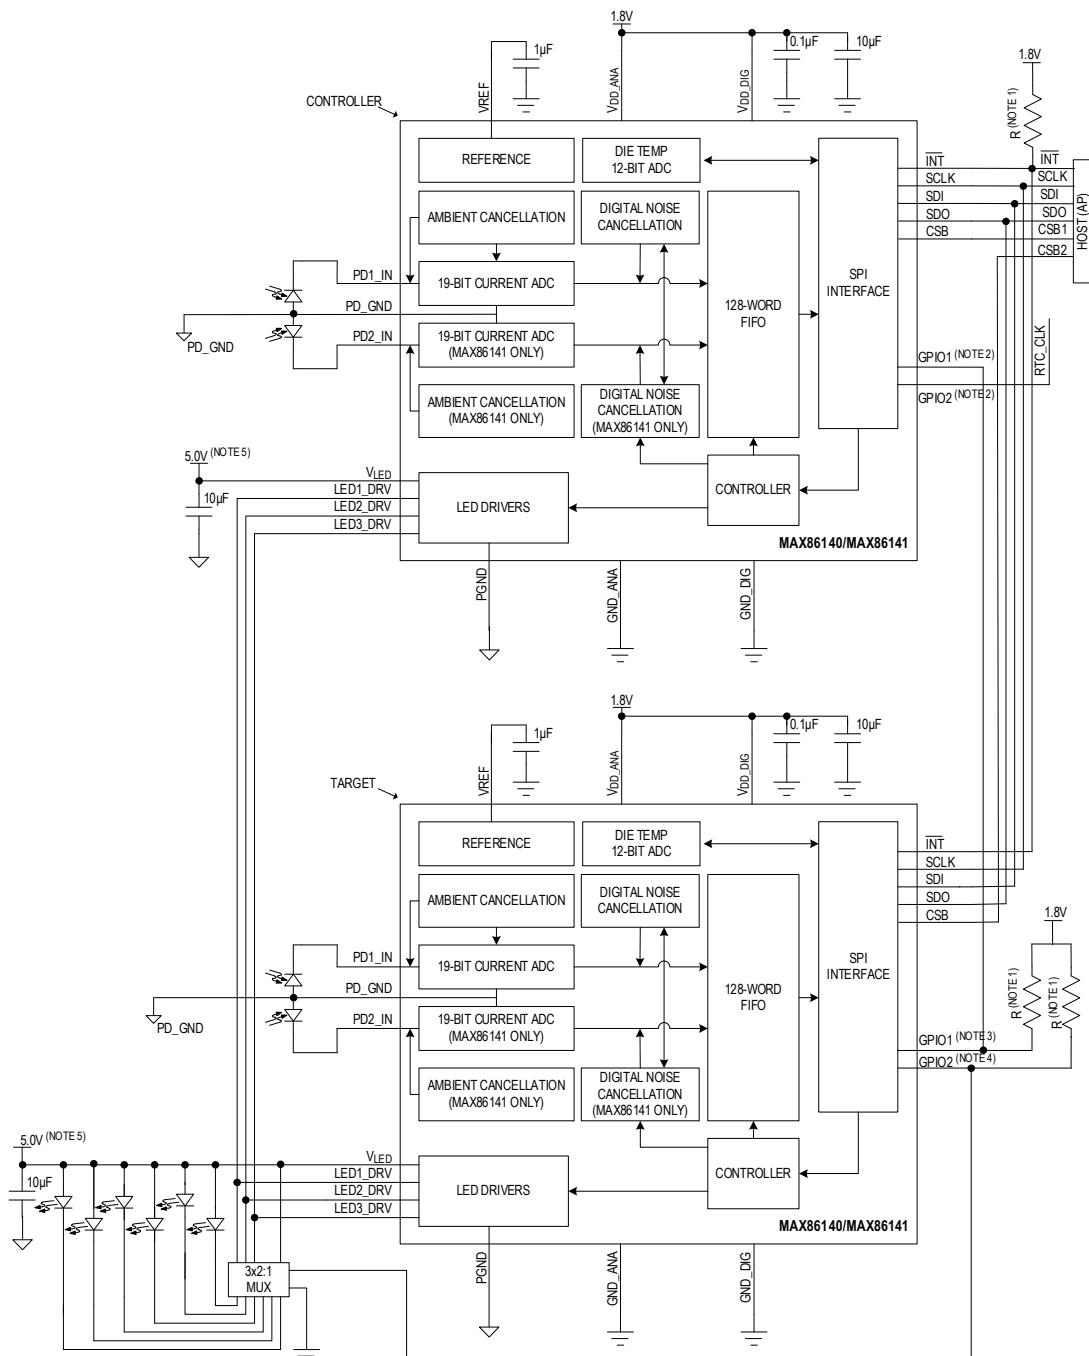 1.8V
1µF
0.1µF
10µF
1.8V
R (NOTE 1)
VREF
VDD_ANA
VDD_DIG
CONTROLLER
REFERENCE
DIE TEMP
12-BIT ADC
INT
INT
SCLK
SCLK
SDI
SDI
SDO
SDO
CSB
CSB1
CSB2
HOST (AP)
AMBIENT CANCELLATION
DIGITAL NOISE
CANCELLATION
SPI
INTERFACE
PD1_IN
19-BIT CURRENT ADC
128-WORD
FIFO
PD_GND
PD_GND
PD2_IN
19-BIT CURRENT ADC
(MAX86141 ONLY)
RTC_CLK
GPIO1 (NOTE 2)
GPIO2 (NOTE 2)
AMBIENT CANCELLATION
(MAX86141 ONLY)
DIGITAL NOISE
CANCELLATION
(MAX86141 ONLY)
5.0V (NOTE 5)
10µF
VLED
LED1_DRV
LED2_DRV
LED3_DRV
LED DRIVERS
CONTROLLER
MAX86140/MAX86141
PGND
GND_ANA
GND_DIG
1.8V
1µF
0.1µF
10µF
VREF
VDD_ANA
VDD_DIG
TARGET
REFERENCE
DIE TEMP
12-BIT ADC
INT
SCLK
SDI
SDO
CSB
1.8V
R (NOTE 1)
R (NOTE 1)
AMBIENT CANCELLATION
DIGITAL NOISE
CANCELLATION
SPI
INTERFACE
PD1_IN
19-BIT CURRENT ADC
128-WORD
FIFO
PD_GND
PD_GND
PD2_IN
19-BIT CURRENT ADC
(MAX86141 ONLY)
GPIO1 (NOTE 3)
GPIO2 (NOTE 4)
AMBIENT CANCELLATION
(MAX86141 ONLY)
DIGITAL NOISE
CANCELLATION
(MAX86141 ONLY)
5.0V (NOTE 5)
10µF
VLED
LED1_DRV
LED2_DRV
LED3_DRV
LED DRIVERS
CONTROLLER
MAX86140/MAX86141
3x2:1
MUX
PGND
GND_ANA
GND_DIG